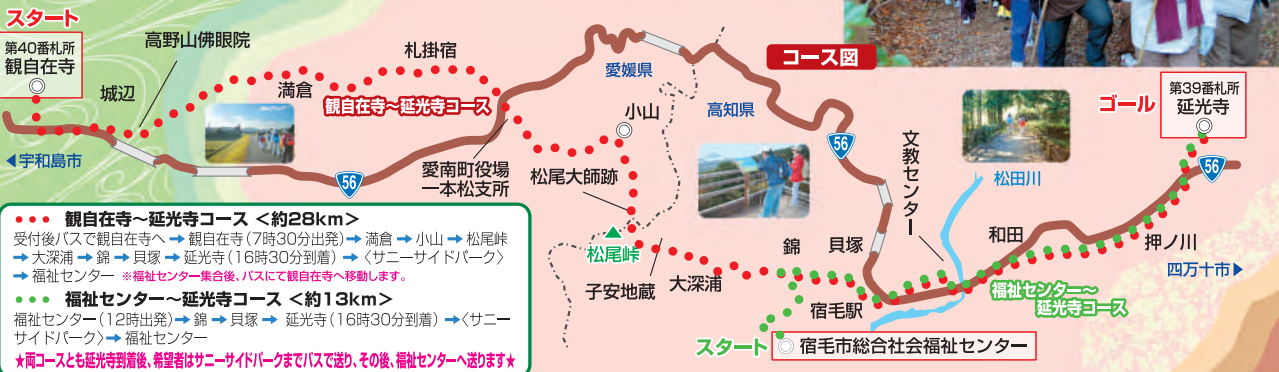 スタート
第40番札所
観自在寺
高野山佛眼院
城辺
満倉
札掛宿
観自在寺〜延光寺コース
◀宇和島市
56
愛南町役場
一本松支所
愛媛県
小山
松尾大師跡
高知県
コース図
松尾峠
子安地蔵
大深浦
錦
貝塚
56
文教センター
松田川
ゴール
第39番札所
延光寺
56
和田
押ノ川
四万十市▶
宿毛駅
福祉センター〜
延光寺コース
スタート
◎宿毛市総合社会福祉センター
●●● 観自在寺〜延光寺コース <約28km>
受付後バスで観自在寺へ➡観自在寺(7時30分出発)➡満倉➡小山➡松尾峠
➡大深浦➡錦➡貝塚➡延光寺(16時30分到着)➡〈サニーサイドパーク〉
➡福祉センター ※福祉センター集合後、バスにて観自在寺へ移動します。
●●● 福祉センター〜延光寺コース <約13km>
福祉センター(12時出発)➡錦➡貝塚➡ 延光寺(16時30分到着)➡〈サニー
サイドパーク〉➡福祉センター
★両コースとも延光寺到着後、希望者はサニーサイドパークまでバスで送り、その後、福祉センターへ送ります★